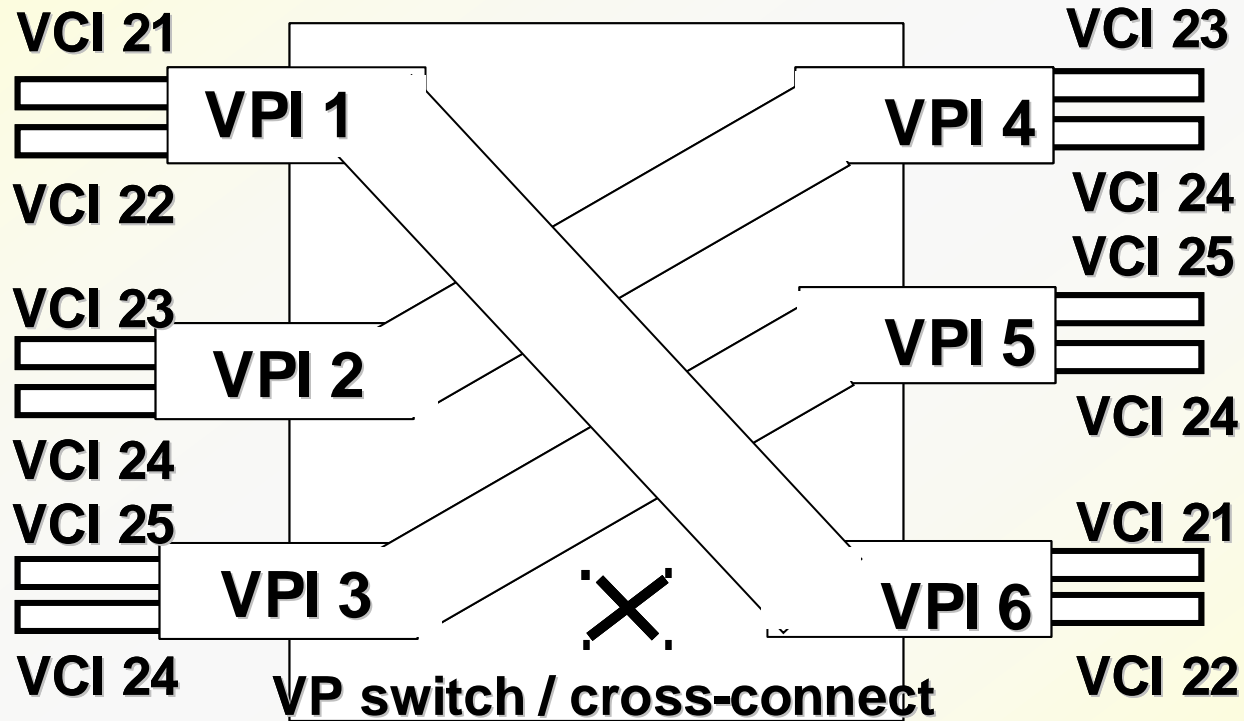 VCI 21
VPI 1
VCI 22
VCI 23
VPI 2
VCI 24
VCI 25
VPI 3
VCI 24
VCI 23
VPI 4
VCI 24
VCI 25
VPI 5
VCI 24
VCI 21
VPI 6
VCI 22
VP switch / cross-connect